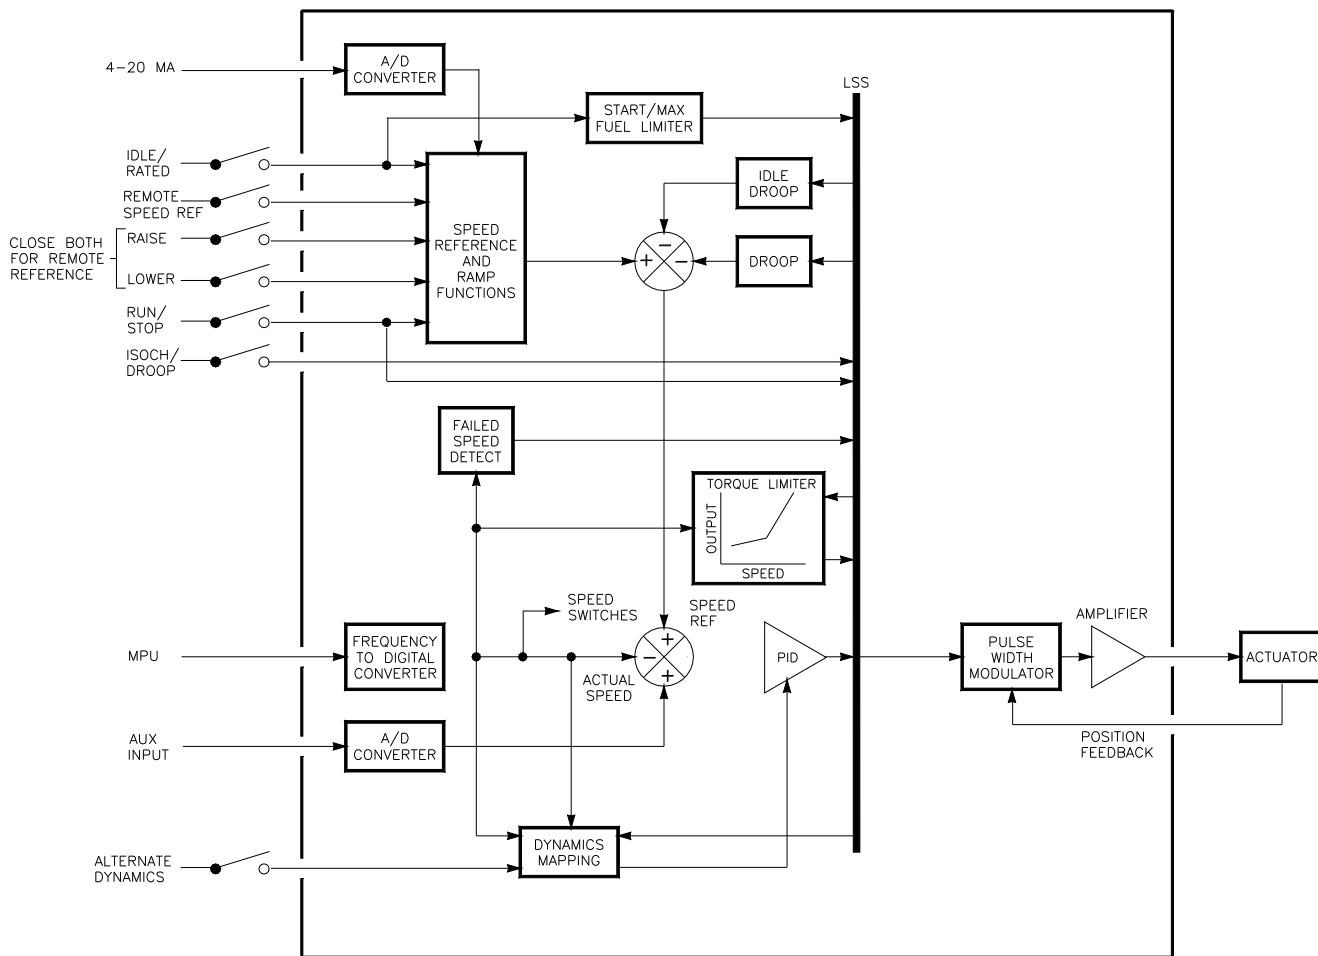 4-20 MA
A/D
CONVERTER
LSS
START/MAX
FUEL LIMITER
IDLE/
RATED
REMOTE
SPEED REF
CLOSE BOTH
FOR REMOTE
REFERENCE
RAISE
LOWER
RUN/
STOP
ISOCH/
DROOP
SPEED
REFERENCE
AND
RAMP
FUNCTIONS
IDLE
DROOP
−
+
−
DROOP
FAILED
SPEED
DETECT
TORQUE LIMITER
OUTPUT
SPEED
SPEED
SWITCHES
SPEED
REF
AMPLIFIER
MPU
FREQUENCY
TO DIGITAL
CONVERTER
+
−
+
ACTUAL
SPEED
PID
PULSE
WIDTH
MODULATOR
ACTUATOR
AUX
INPUT
A/D
CONVERTER
POSITION
FEEDBACK
ALTERNATE
DYNAMICS
DYNAMICS
MAPPING